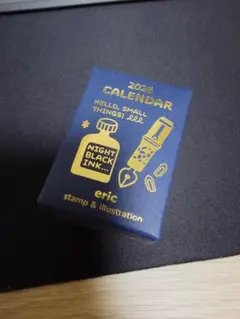 2026
CALENDAR
HELLO, SMALL
THINGS!
NIGHT
BLACK
INK...
eric
stamp & illustration